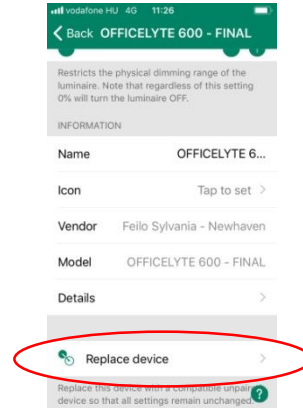 vodafone HU 4G 11:26
Back OFFICELYTE 600 - FINAL
Restricts the physical dimming range of the
luminaire. Note that regardless of this setting
0% will turn the luminaire OFF.
INFORMATION
Name OFFICELYTE 6...
Icon Tap to set
Vendor Feilo Sylvania - Newhaven
Model OFFICELYTE 600 - FINAL
Details
Replace device
Replace this device with a compatible unpair
device so that all settings remain unchanged
?